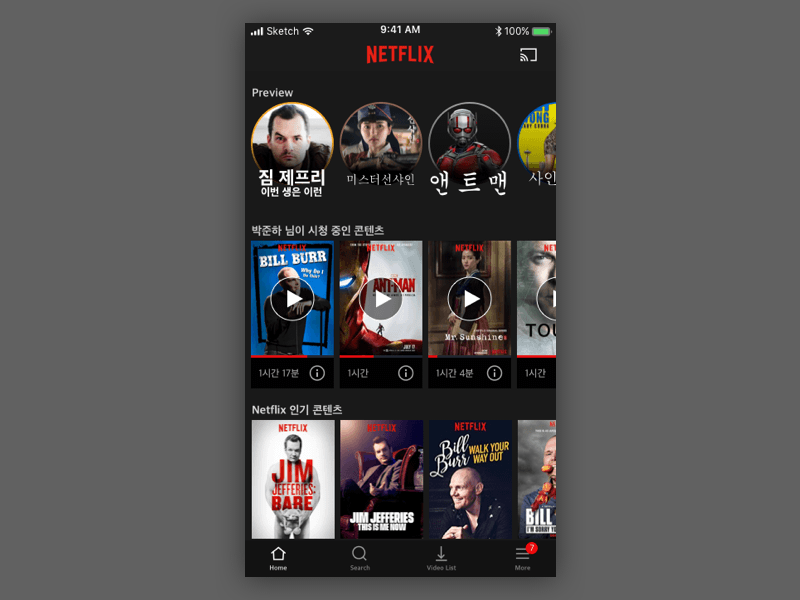 Sketch
9:41 AM
100%
NETFLIX
Preview
짐 제프리
이번 생은 이런
미스터션샤인
앤트맨
사인
박준하 님이 시청 중인 콘텐츠
NETFLIX
BILL BURR
Why Do I
Do This?
NETFLIX
ANT-MAN
JULY 17
NETFLIX
Mr Sunshine
NET
TOU
1시간 17분
1시간
1시간 4분
1시간
Netflix 인기 콘텐츠
NETFLIX
JIM
JEFFERIES:
BARE
NETFLIX
JIM JEFFERIES
THIS IS ME NOW
NETFLIX
Bill
Burr
WALK YOUR
WAY OUT
NET
BILL
I'M SORRY YO
Home
Search
Video List
More
7